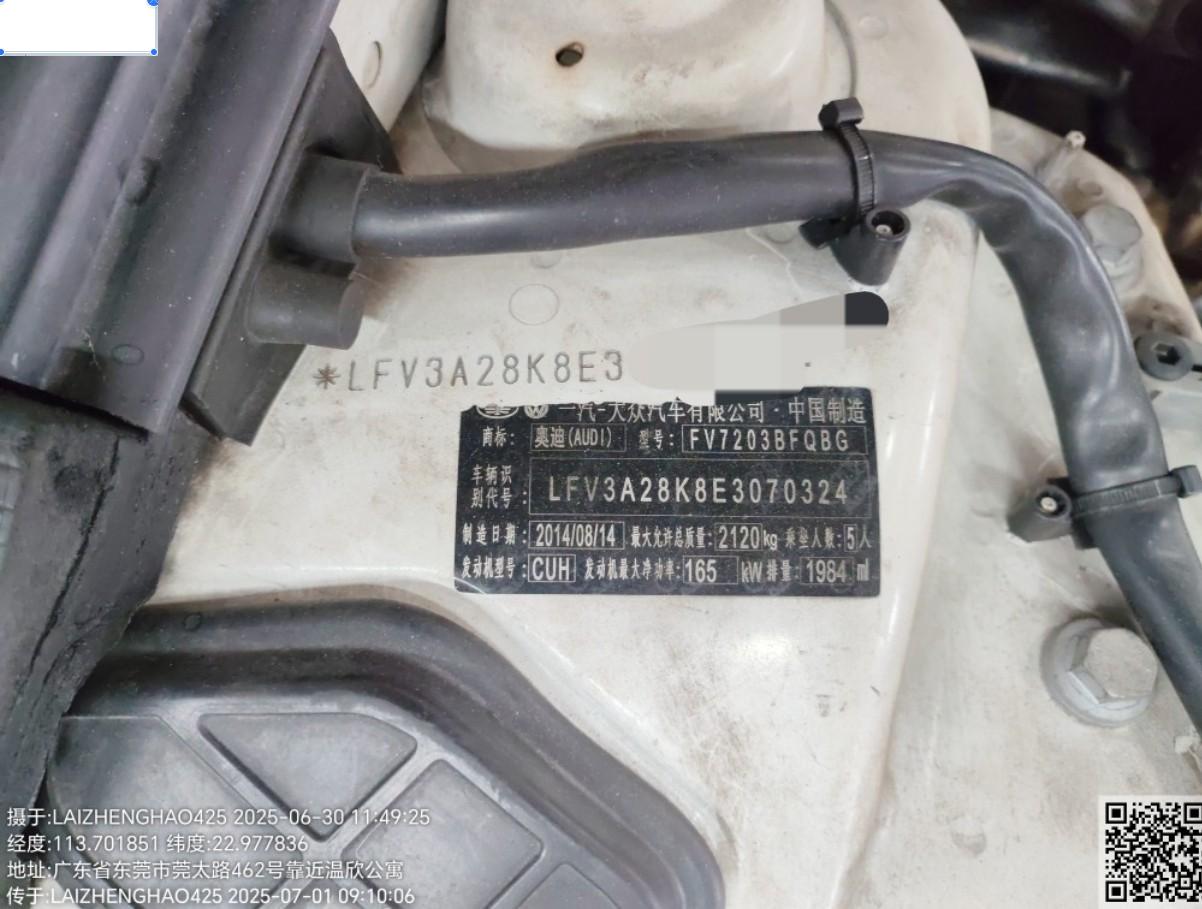 *LFV3A28K8E3
一汽-大众汽车有限公司·中国制造
商标: 奥迪(AUDI) 型号: FV7203BFQBG
车辆识别代号: LFV3A28K8E3070324
制造日期: 2014/08/14 最大允许总质量: 2120kg 乘坐人数: 5人
发动机型号: CUH 发动机最大净功率: 165 kW 排量: 1984 ml
摄于:LAIZHENGHAO425 2025-06-30 11:49:25
经度:113.701851 纬度:22.977836
地址:广东省东莞市莞太路462号靠近温欣公寓
传于:LAIZHENGHAO425 2025-07-01 09:10:06